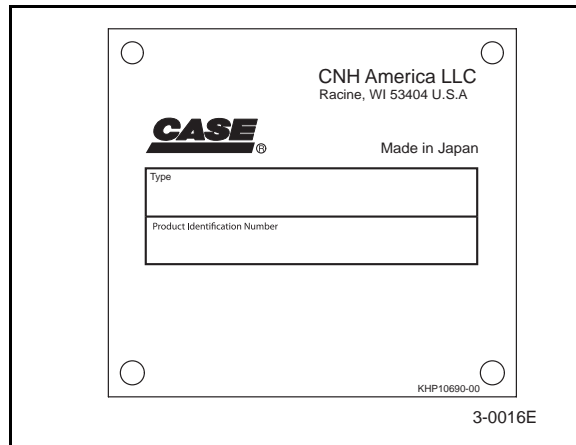 CNH America LLC
Racine, WI 53404 U.S.A
CASE®
Made in Japan
Type
Product Identification Number
KHP10690-00
3-0016E